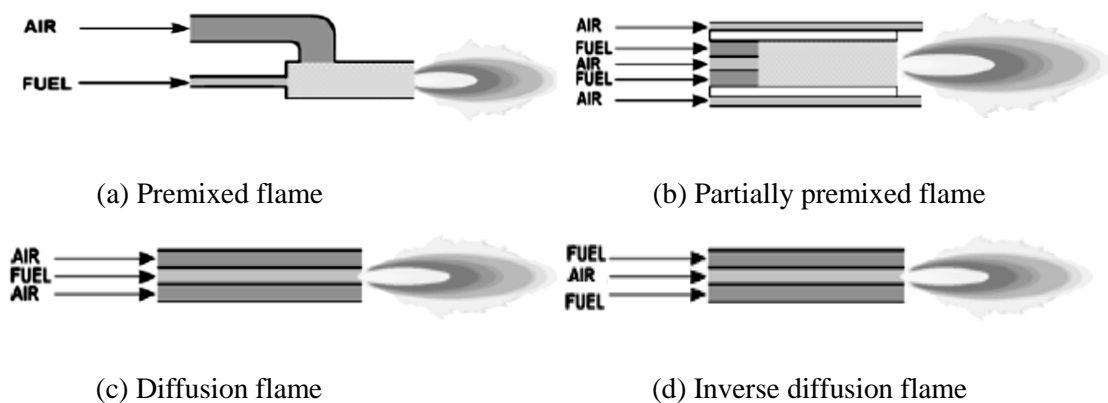 AIR
FUEL
(a) Premixed flame
AIR
FUEL
AIR
FUEL
AIR
(b) Partially premixed flame
AIR
FUEL
AIR
(c) Diffusion flame
FUEL
AIR
FUEL
(d) Inverse diffusion flame